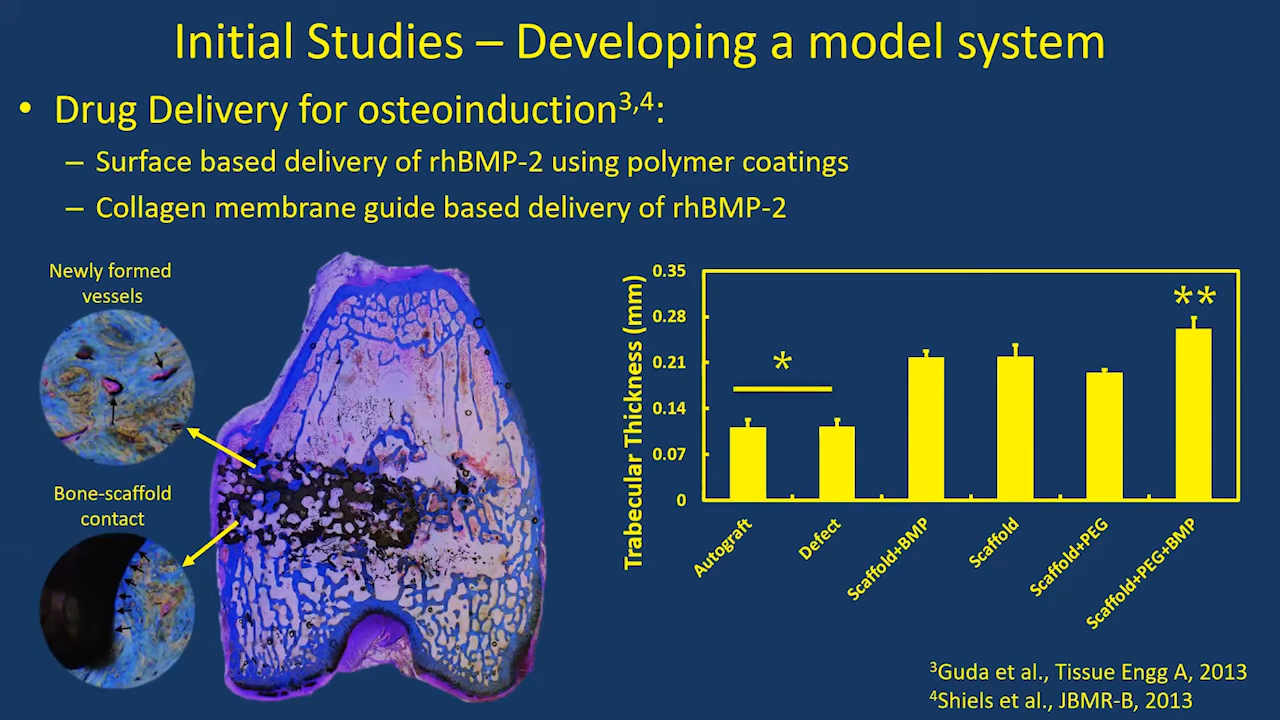 Initial Studies – Developing a model system
• Drug Delivery for osteoinduction3,4:
– Surface based delivery of rhBMP-2 using polymer coatings
– Collagen membrane guide based delivery of rhBMP-2
Newly formed
vessels
Bone-scaffold
contact
Trabecular Thickness (mm)
0.35
0.28
0.21
0.14
0.07
0
*
**
Autograft
Defect
Scaffold+BMP
Scaffold
Scaffold+PEG
Scaffold+PEG+BMP
3Guda et al., Tissue Engg A, 2013
4Shiels et al., JBMR-B, 2013